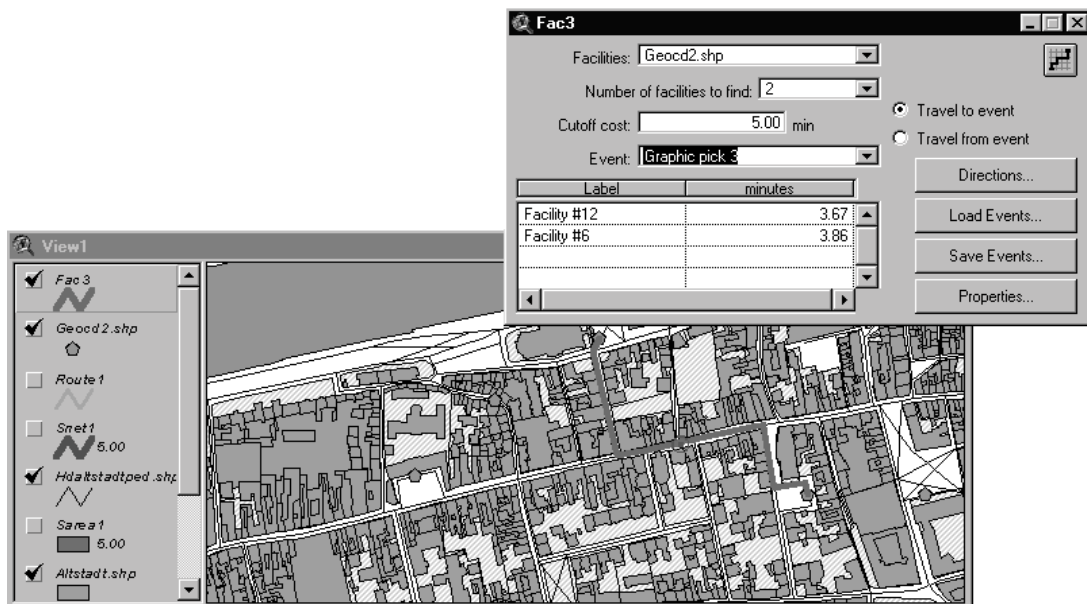 Fac3
Facilities: Geocd2.shp
Number of facilities to find: 2
Cutoff cost: 5.00 min
Travel to event
Travel from event
Event: Graphic pick 3
Directions...
Label minutes
Facility #12 3.67
Load Events...
Facility #6 3.86
Save Events...
Properties...
View1
Fac3
Geocd2.shp
Route1
Snet1
5.00
Hdaltstadtped.shp
Sarea1
5.00
Altstadt.shp